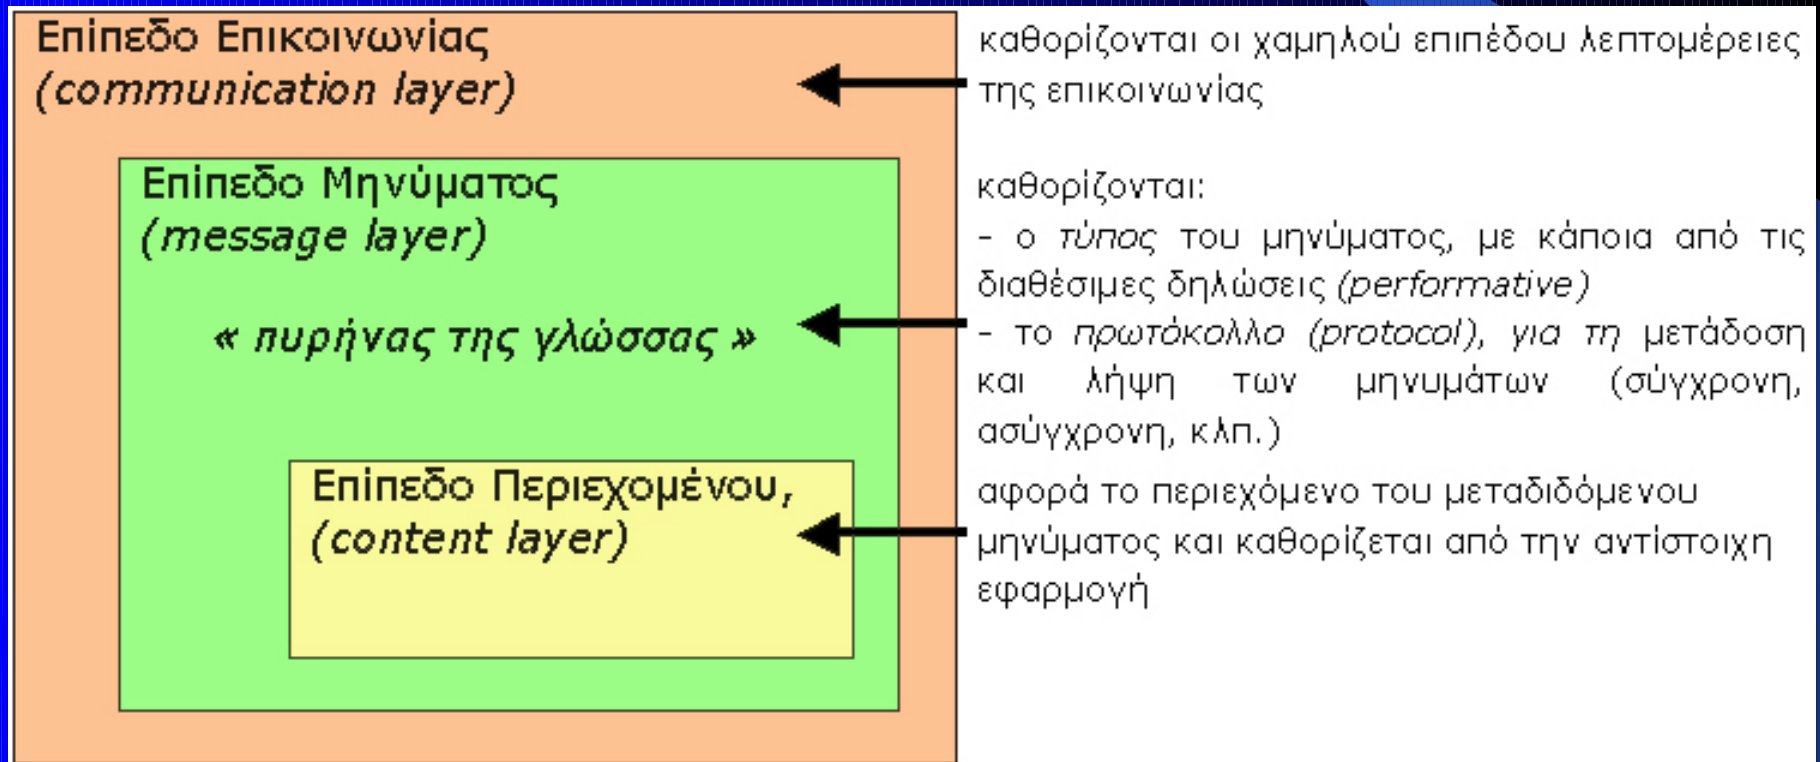 Επίπεδο Επικοινωνίας
(communication layer)
καθορίζονται οι χαμηλού επιπέδου λεπτομέρειες
της επικοινωνίας
Επίπεδο Μηνύματος
(message layer)
« πυρήνας της γλώσσας »
καθορίζονται:
- ο τύπος του μηνύματος, με κάποια από τις
διαθέσιμες δηλώσεις (performative)
- το πρωτόκολλο (protocol), για τη μετάδοση
και λήψη των μηνυμάτων (σύγχρονη,
ασύγχρονη, κλπ.)
Επίπεδο Περιεχομένου,
(content layer)
αφορά το περιεχόμενο του μεταδιδόμενου
μηνύματος και καθορίζεται από την αντίστοιχη
εφαρμογή